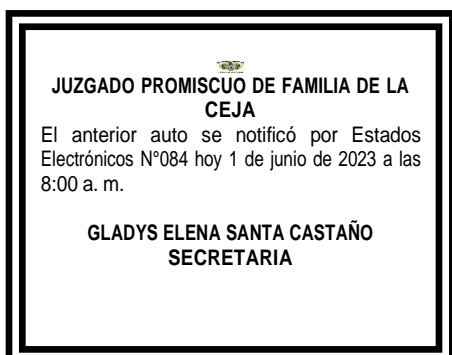 JUZGADO PROMISCUO DE FAMILIA DE LA
CEJA
El anterior auto se notificó por Estados
Electrónicos N°084 hoy 1 de junio de 2023 a las
8:00 a. m.
GLADYS ELENA SANTA CASTAÑO
SECRETARIA